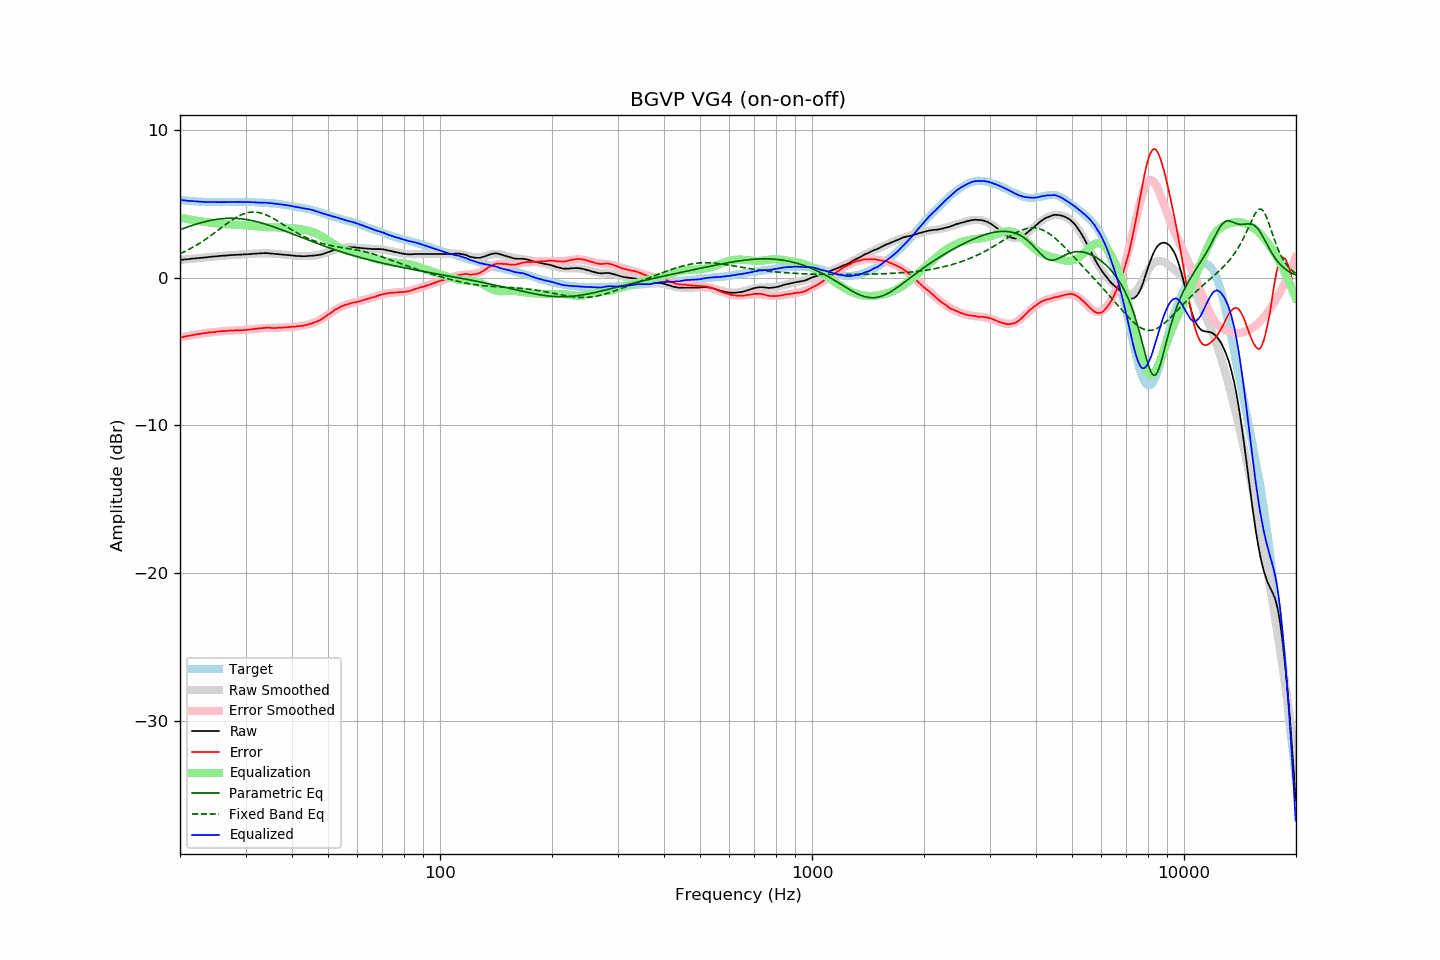 BGVP VG4 (on-on-off)
10
0
−10
−20
−30
Amplitude (dBr)
Target
Raw Smoothed
Error Smoothed
Raw
Error
Equalization
Parametric Eq
Fixed Band Eq
Equalized
100
1000
10000
Frequency (Hz)